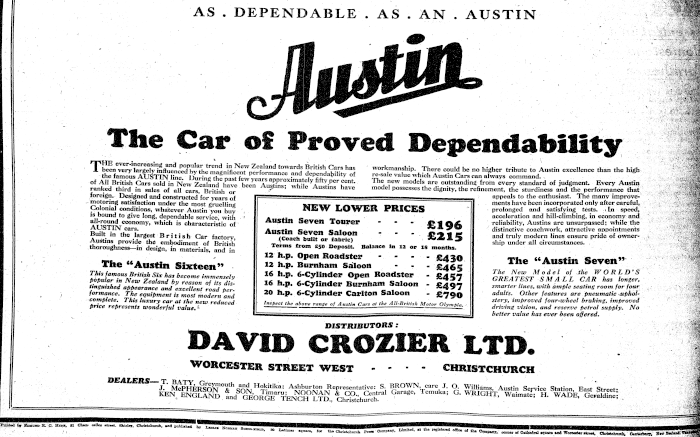 AS . DEPENDABLE . AS . AN . AUSTIN
Austin
The Car of Proved Dependability
THE ever-increasing and popular trend in New Zealand towards British Cars has
been very largely influenced by the magnificent performance and dependability of
the famous AUSTIN line. During the past few years approximately fifty per cent.
of All British Cars sold in New Zealand have been Austins; while Austins have
ranked third in sales of all cars, British or
foreign. Designed and constructed for years of
motoring satisfaction under the most gruelling
Colonial conditions, whatever Austin you buy
is bound to give long, dependable service, with
all-round economy, which is characteristic of
AUSTIN cars.
Built in the largest British Car factory,
Austins provide the embodiment of British
thoroughness—in design, in materials, and in
workmanship. There could be no higher tribute to Austin excellence than the high
re-sale value which Austin Cars can always command.
The new models are outstanding from every standard of judgment. Every Austin
model possesses the dignity, the refinement, the sturdiness and the performance that
appeals to the enthusiast. The many improve-
ments have been incorporated only after careful,
prolonged and satisfying tests. In speed,
acceleration and hill-climbing, in economy and
reliability, Austins are unsurpassed; while the
distinctive coachwork, attractive appointments
and truly modern lines ensure pride of owner-
ship under all circumstances.
NEW LOWER PRICES
Austin Seven Tourer - - - £196
Austin Seven Saloon - - - £215
(Coach built or fabric)
Terms from £50 Deposit. Balance in 12 or 18 months.
12 h.p. Open Roadster - - - £430
12 h.p. Burnham Saloon - - - £465
16 h.p. 6-Cylinder Open Roadster - £457
16 h.p. 6-Cylinder Burnham Saloon - £497
20 h.p. 6-Cylinder Carlton Saloon - £790
Inspect the above range of Austin Cars at the All-British Motor Olympia.
The "Austin Sixteen"
This famous British Six has become immensely
popular in New Zealand by reason of its dis-
tinguished appearance and excellent road per-
formance. The equipment is most modern and
complete. This luxury car at the new reduced
price represents wonderful value.
The "Austin Seven"
The New Model of the WORLD'S
GREATEST SMALL CAR has longer,
smarter lines, with ample seating room for four
adults. Other features are pneumatic uphol-
stery, improved four-wheel braking, improved
driving vision, and reserve petrol supply. No
better value has ever been offered.
DISTRIBUTORS:
DAVID CROZIER LTD.
WORCESTER STREET WEST - - - - CHRISTCHURCH
DEALERS— T. BATY, Greymouth and Hokitika; Ashburton Representative: S. BROWN, care J. O. Williams, Austin Service Station, East Street;
J. McPHERSON & SON, Timaru; NOONAN & CO., Central Garage, Temuka; G. WRIGHT, Waimate; H. WADE, Geraldine;
KEN. ENGLAND and GEORGE TENCH LTD., Christchurch.